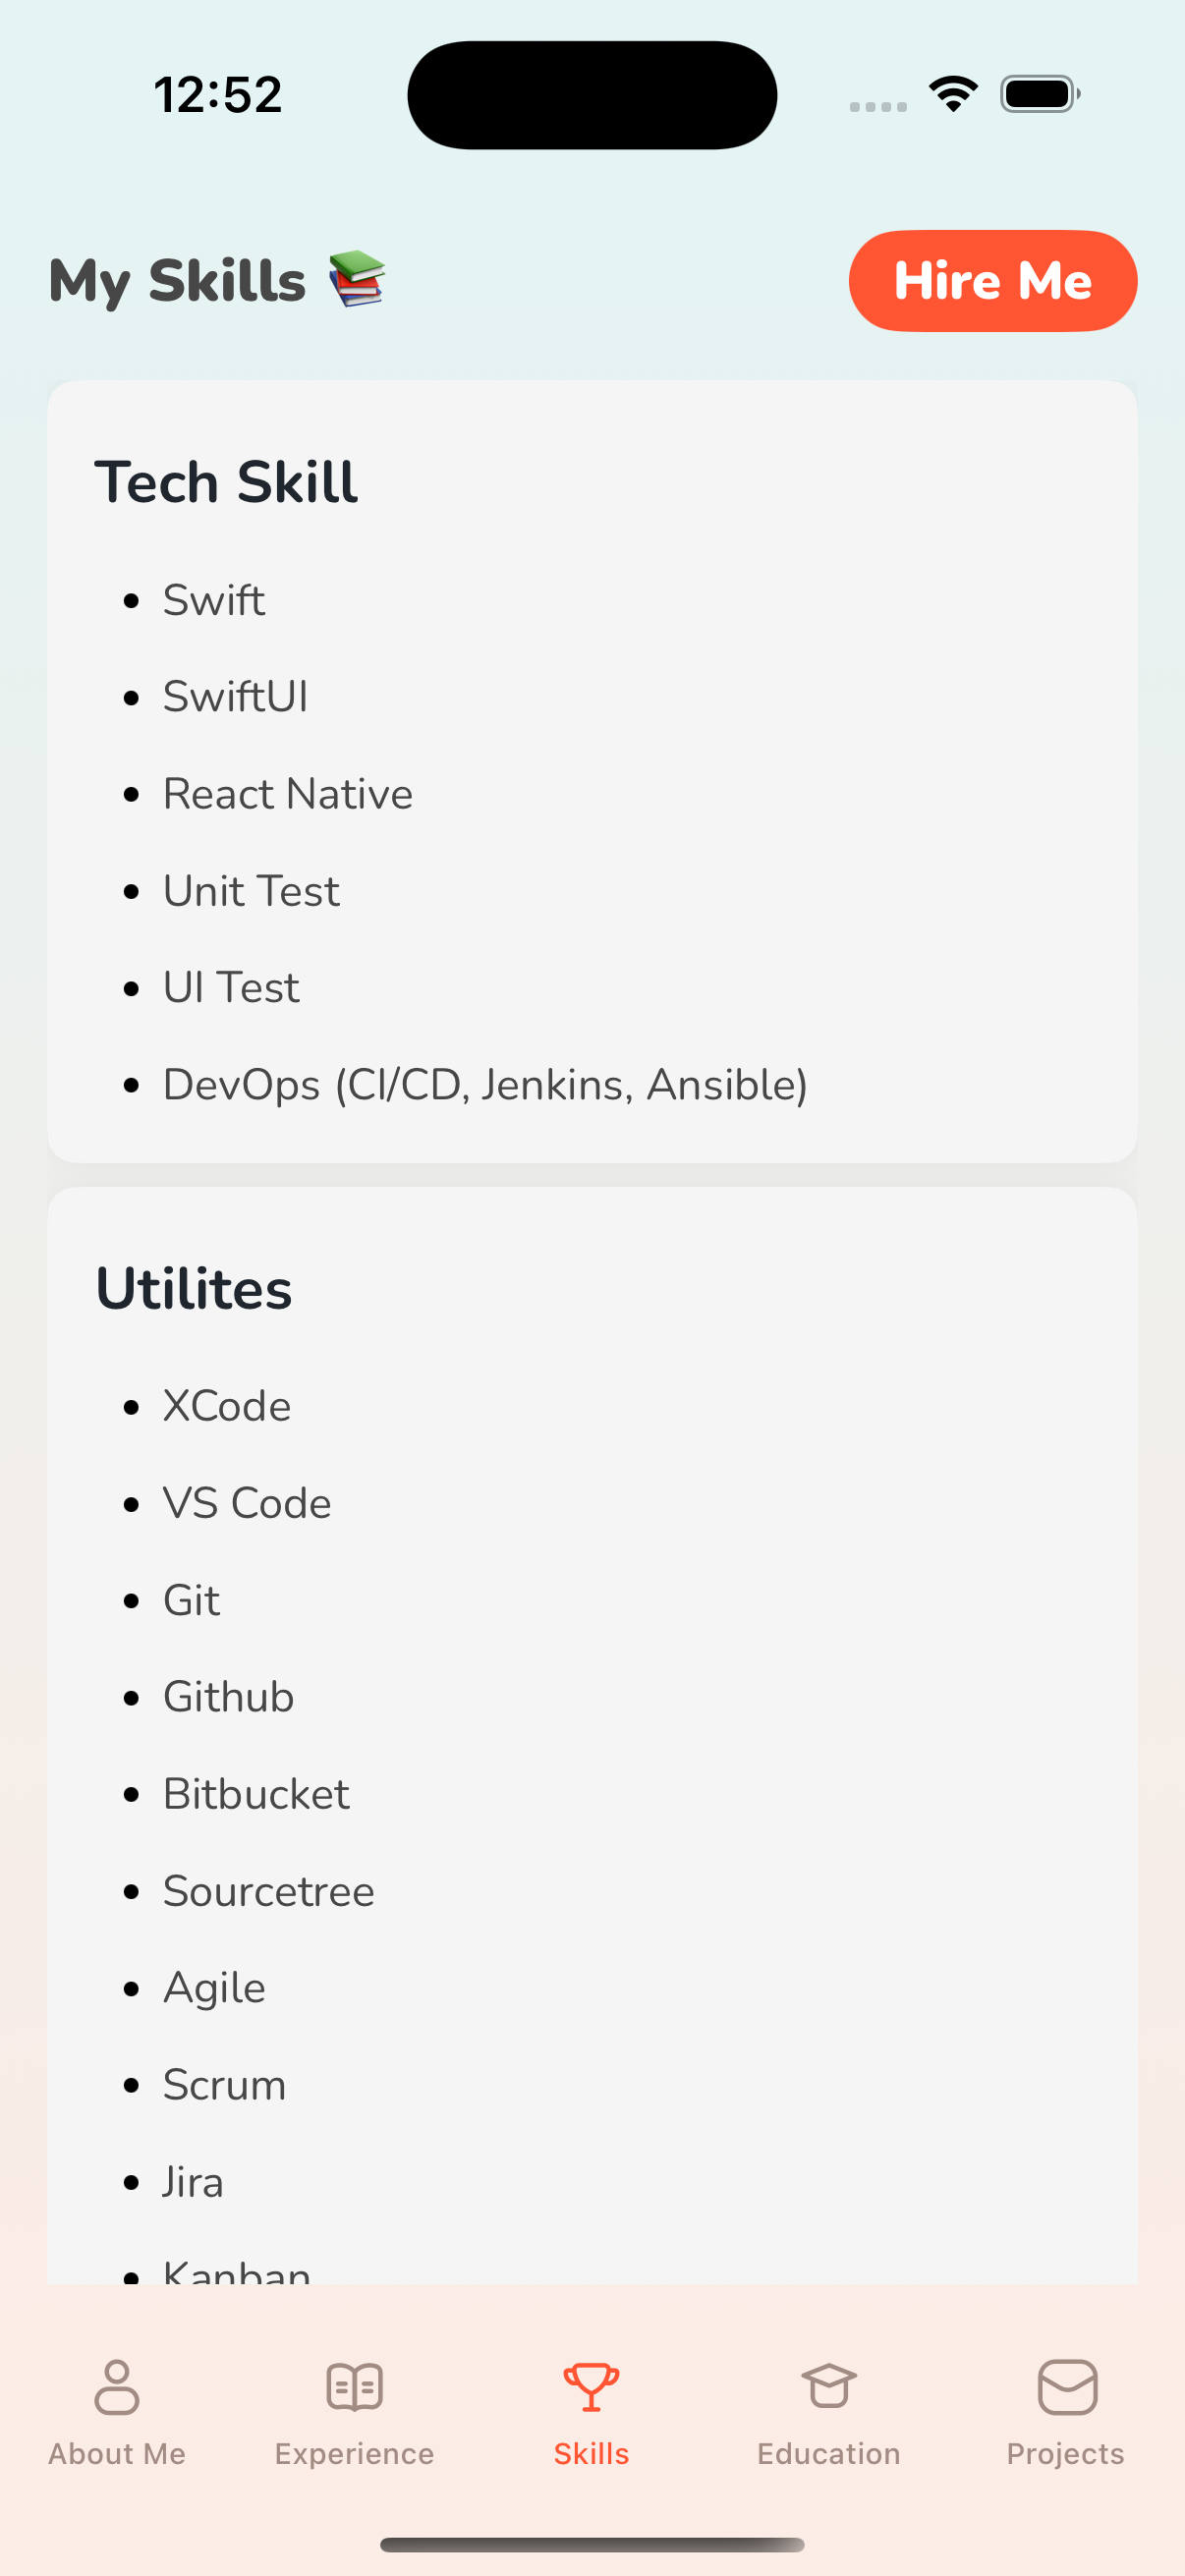 12:52
My Skills 📚
Hire Me
Tech Skill
• Swift
• SwiftUI
• React Native
• Unit Test
• UI Test
• DevOps (CI/CD, Jenkins, Ansible)
Utilites
• XCode
• VS Code
• Git
• Github
• Bitbucket
• Sourcetree
• Agile
• Scrum
• Jira
• Kanban
About Me
Experience
Skills
Education
Projects